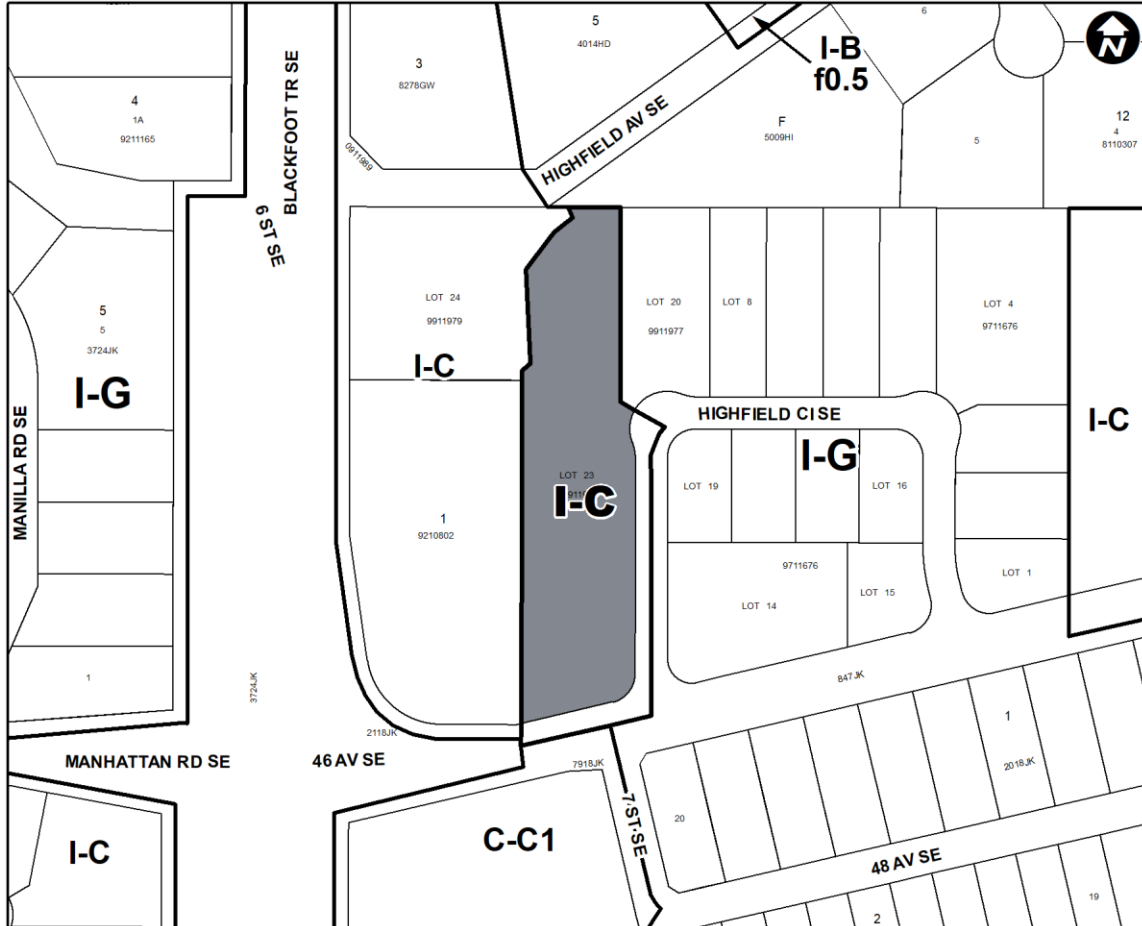 5
4014HD
6
N
I-B
f0.5
3
8278GW
BLACKFOOT TR SE
4
1A
9211165
HIGHFIELD AV SE
F
5009HI
5
12
4
8110307
0911989
6 ST SE
LOT 24
9911979
I-C
LOT 20
9911977
LOT 8
LOT 4
9711676
5
5
3724JK
I-G
MANILLA RD SE
HIGHFIELD CI SE
I-C
I-G
LOT 23
I-C
LOT 19
LOT 16
1
9210802
9711676
LOT 14
LOT 15
LOT 1
1
3724JK
847JK
2118JK
MANHATTAN RD SE
46 AV SE
7918JK
1
2018JK
7 ST SE
20
I-C
C-C1
48 AV SE
19
2